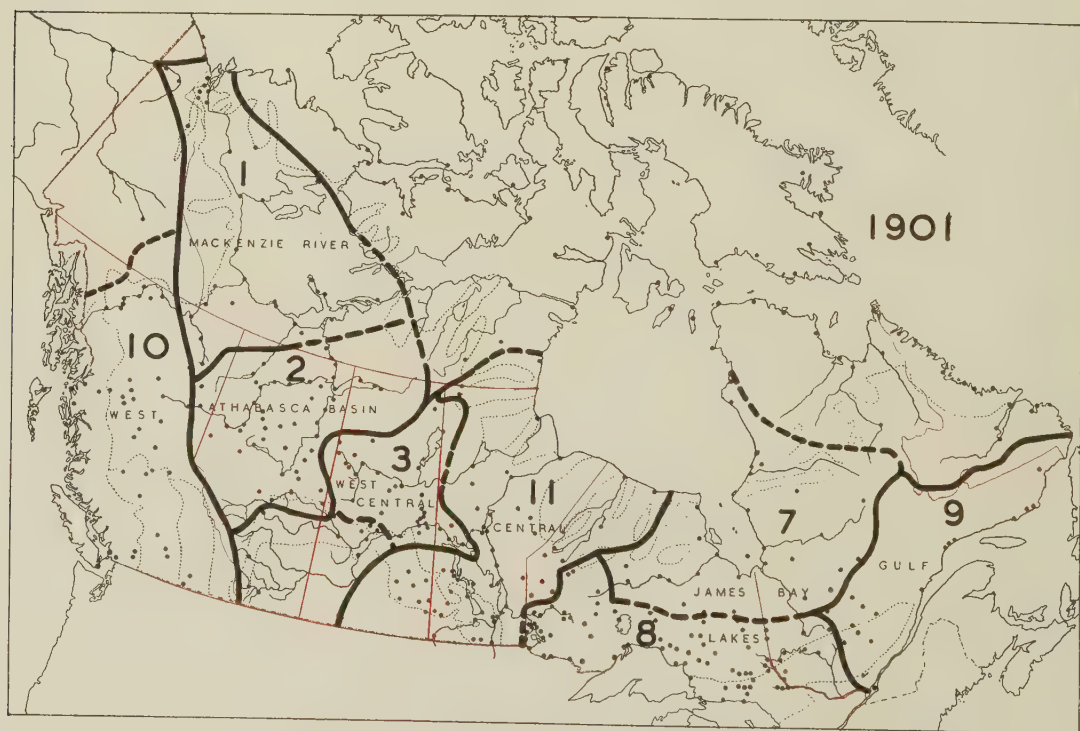 1
MACKENZIE RIVER
1901
10
WEST
2
ATHABASCA BASIN
3
WEST
CENTRAL
11
CENTRAL
7
JAMES BAY
9
GULF
8
LAKES